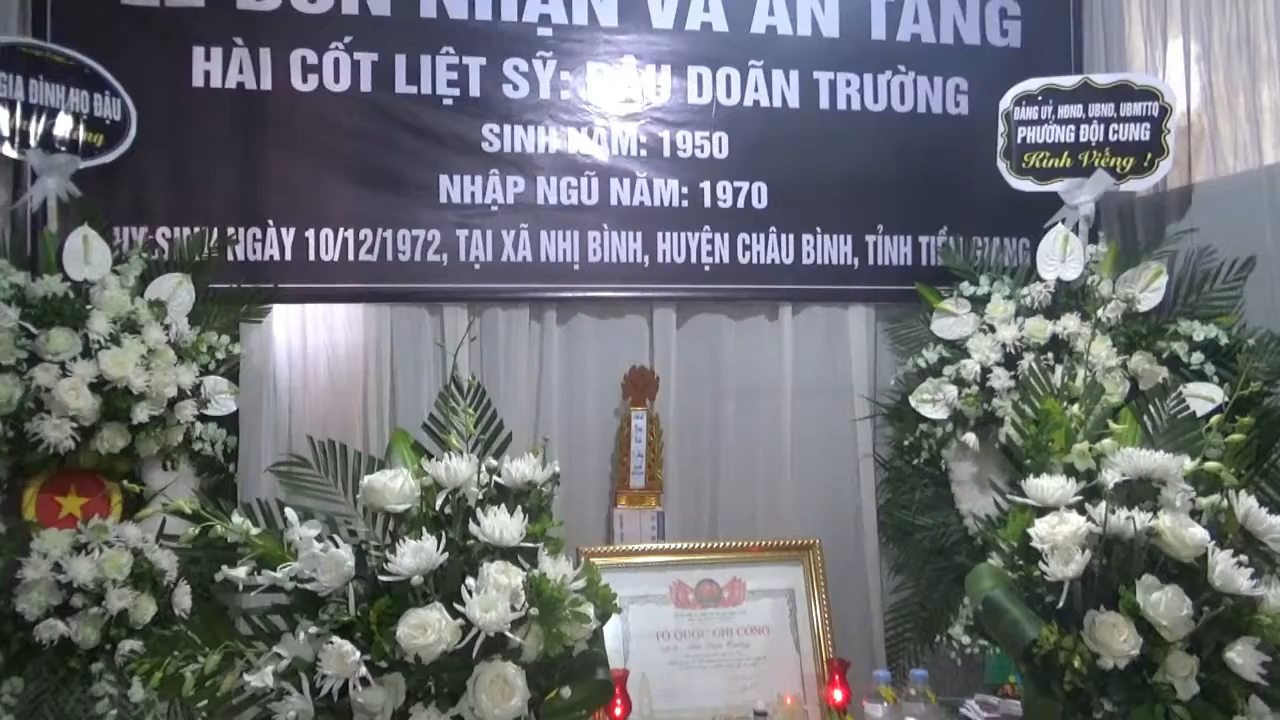 LỄ ĐÓN NHẬN VÀ AN TÁNG
HÀI CỐT LIỆT SỸ: ĐẬU DOÃN TRƯỜNG
SINH NĂM: 1950
NHẬP NGŨ NĂM: 1970
HY SINH NGÀY 10/12/1972, TẠI XÃ NHỊ BÌNH, HUYỆN CHÂU BÌNH, TỈNH TIỀN GIANG
GIA ĐÌNH HỌ ĐẬU
ĐẢNG UỶ, HĐND, UBND, UBMTTQ
PHƯỜNG ĐỘI CUNG
Kính Viếng !
TỔ QUỐC GHI CÔNG